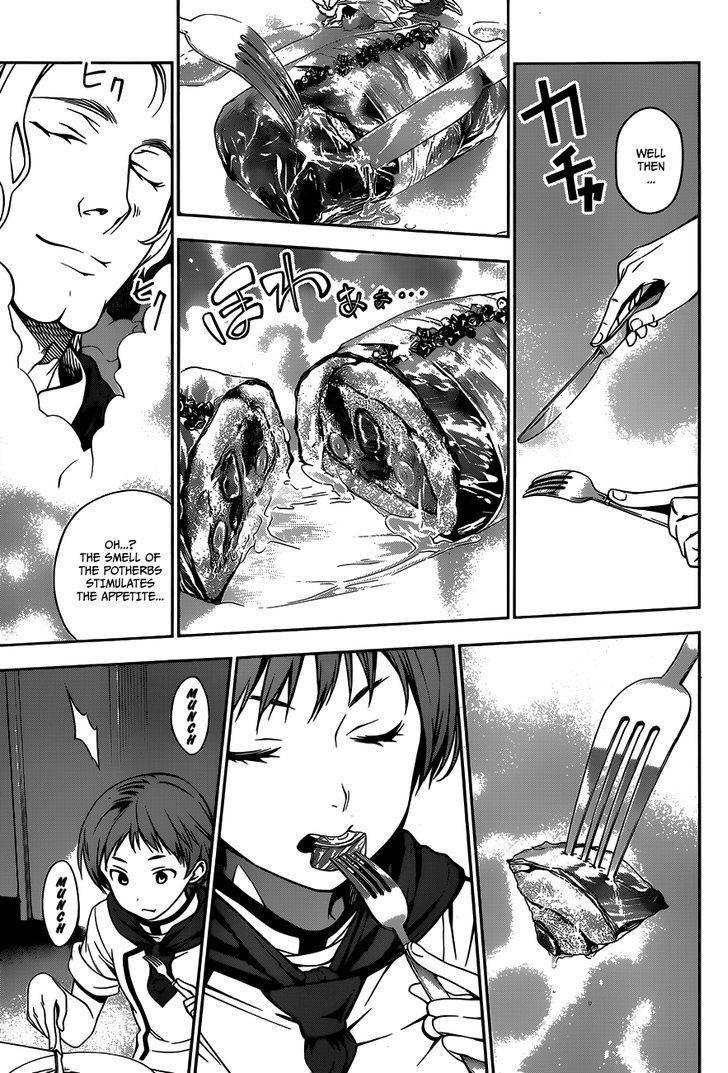 WELL
THEN
...
カチャ
ほわぁぁ…
ヒク
ヒク
OH...?
THE SMELL OF
THE POTHERBS
STIMULATES
THE APPETITE...
MUNCH
MUNCH